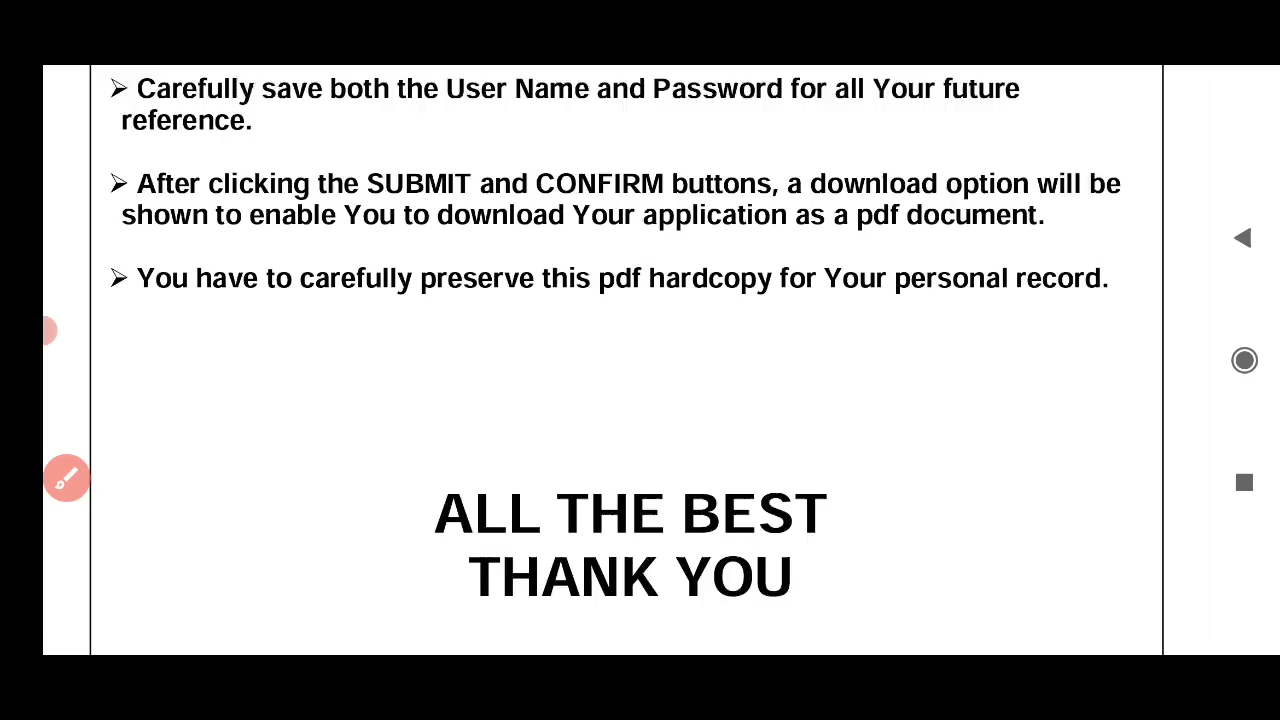 ➢ Carefully save both the User Name and Password for all Your future
reference.
➢ After clicking the SUBMIT and CONFIRM buttons, a download option will be
shown to enable You to download Your application as a pdf document.
➢ You have to carefully preserve this pdf hardcopy for Your personal record.
ALL THE BEST
THANK YOU